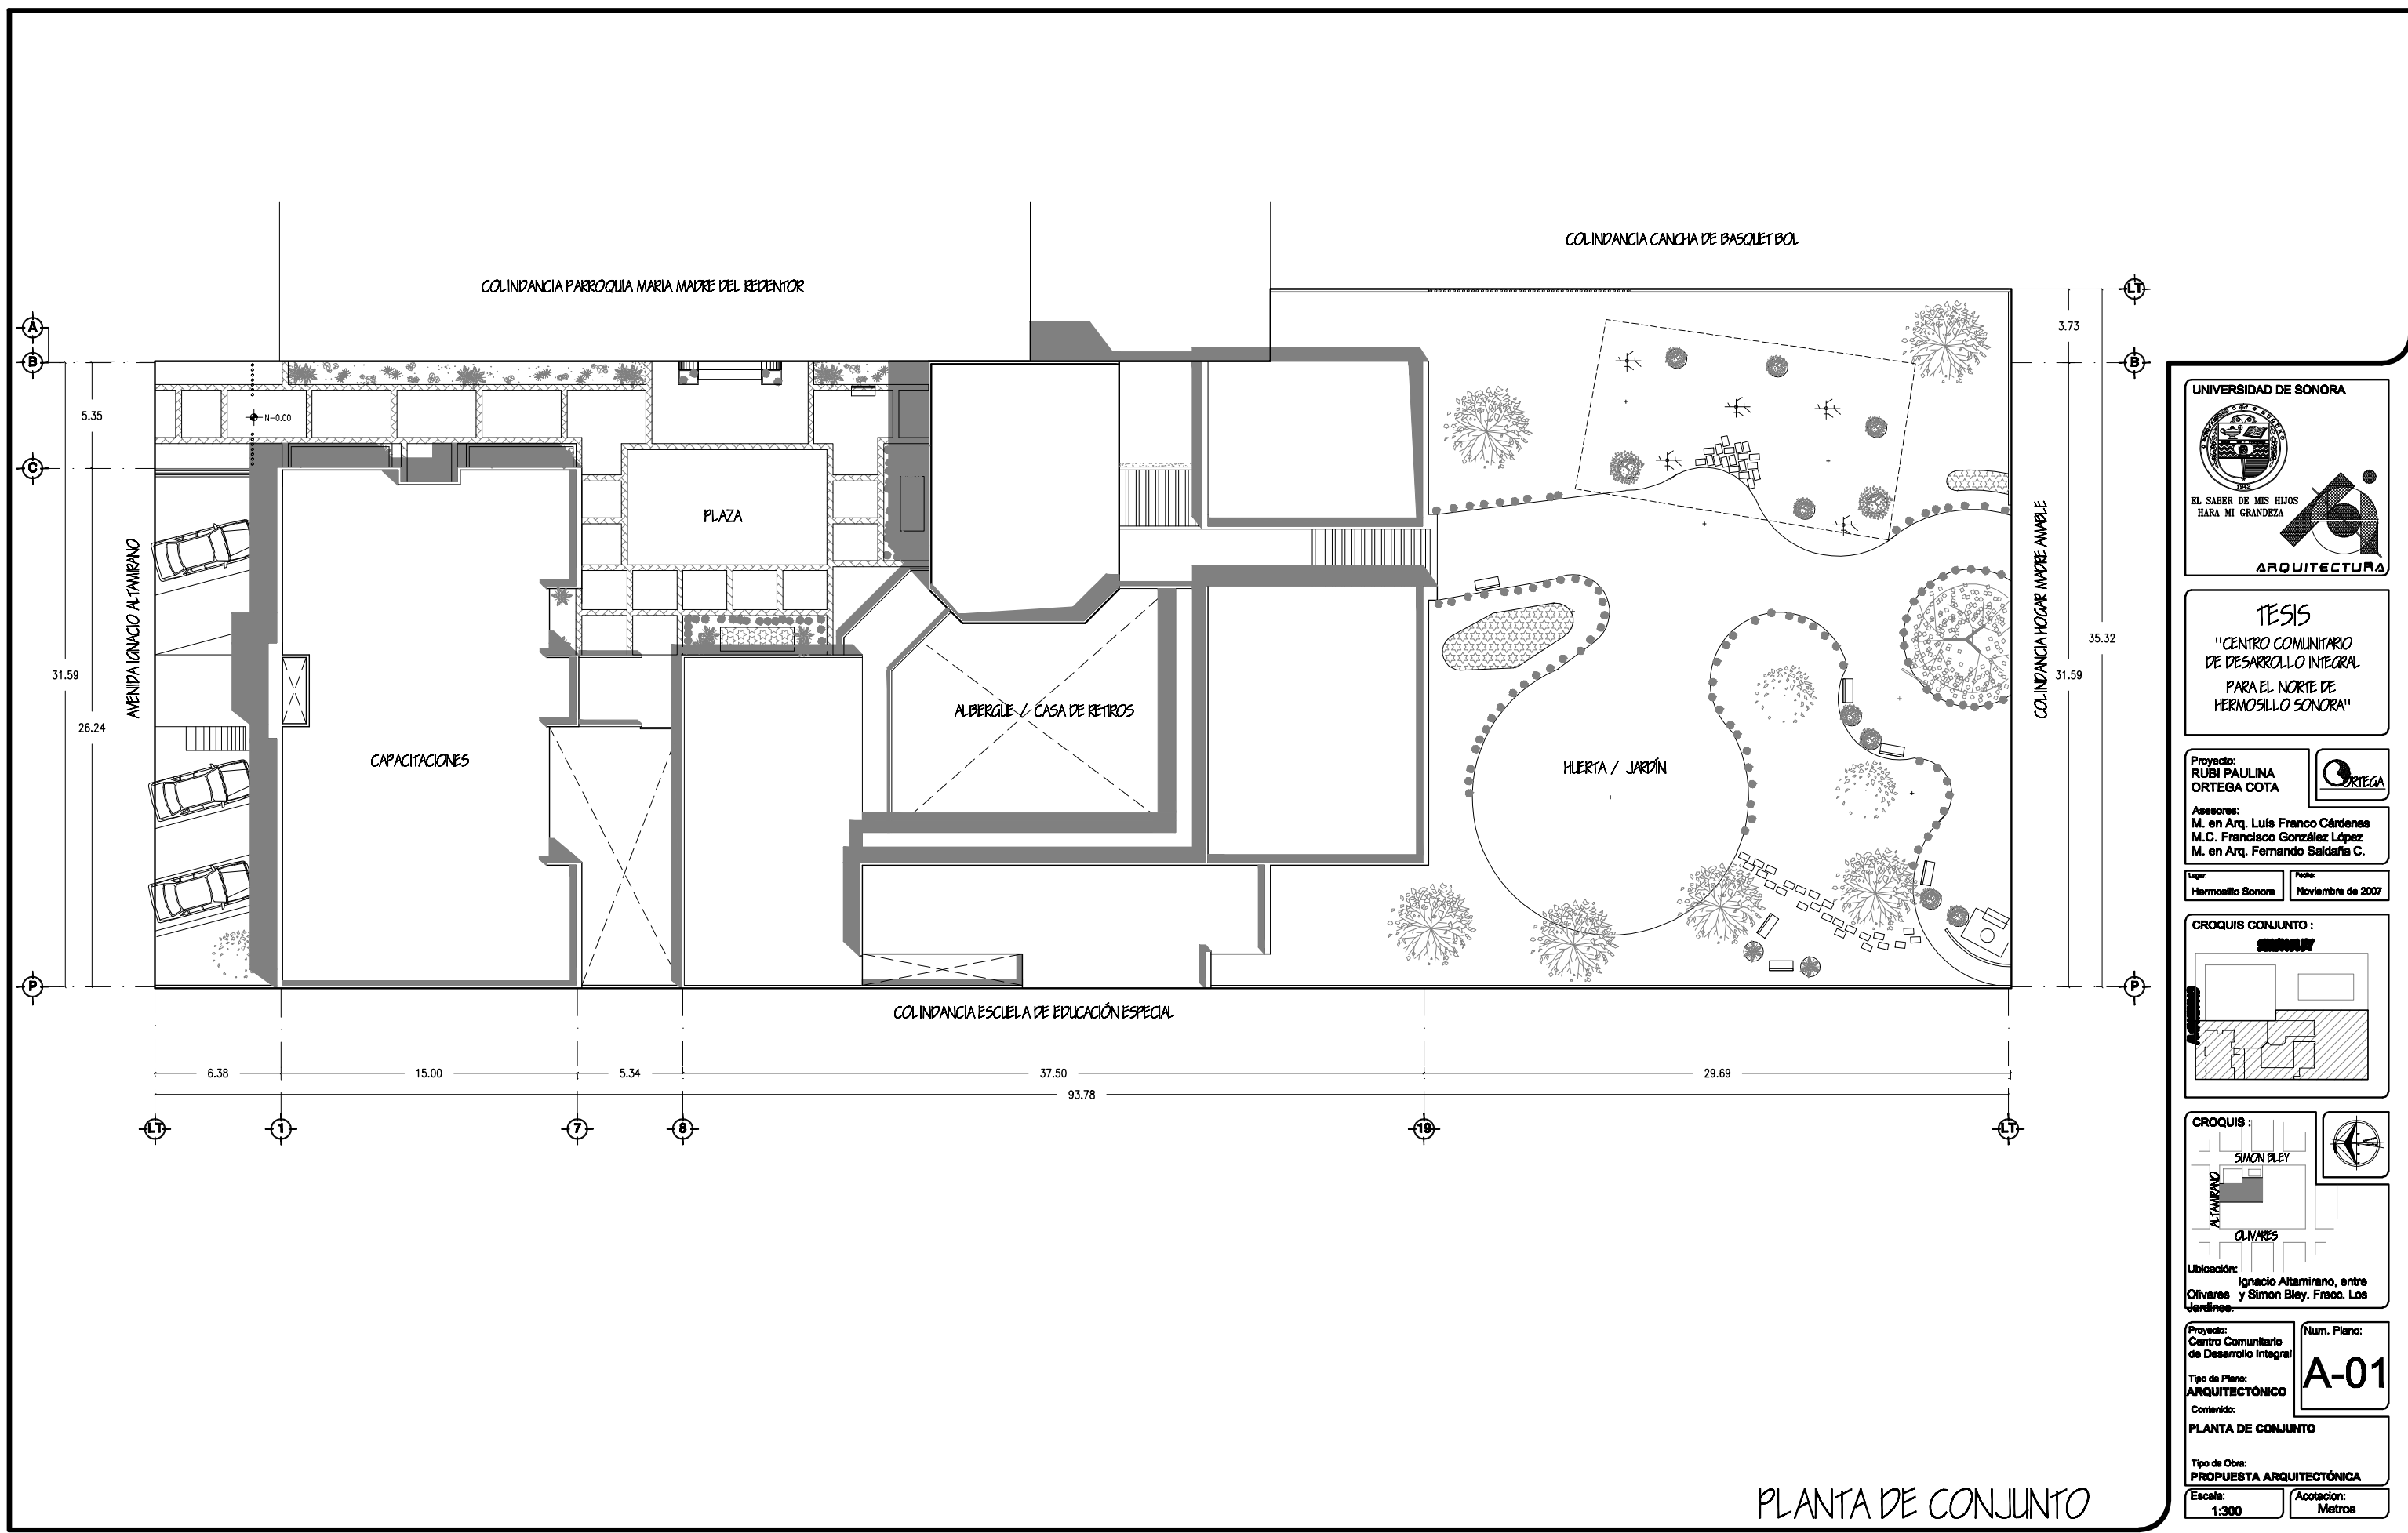 COLINDANCIA CANCHA DE BASQUET BOL
COLINDANCIA PARROQUIA MARIA MADRE DEL REDENTOR
LT
A
B
B
C
P
P
3.73
5.35
31.59
26.24
35.32
31.59
N-0.00
AVENIDA IGNACIO ALTAMIRANO
PLAZA
CAPACITACIONES
ALBERGUE / CASA DE RETIROS
HUERTA / JARDÍN
COLINDANCIA HOGAR MADRE AMABLE
COLINDANCIA ESCUELA DE EDUCACIÓN ESPECIAL
6.38
15.00
5.34
37.50
29.69
93.78
LT
1
7
8
19
LT
PLANTA DE CONJUNTO
UNIVERSIDAD DE SONORA
1942
EL SABER DE MIS HIJOS
HARA MI GRANDEZA
ARQUITECTURA
TESIS
"CENTRO COMUNITARIO
DE DESARROLLO INTEGRAL
PARA EL NORTE DE
HERMOSILLO SONORA"
Proyecto:
RUBI PAULINA
ORTEGA COTA
ORTEGA
Asesores:
M. en Arq. Luís Franco Cárdenas
M.C. Francisco González López
M. en Arq. Fernando Saldaña C.
Lugar:
Hermosillo Sonora
Fecha:
Noviembre de 2007
CROQUIS CONJUNTO :
CROQUIS :
SIMON BLEY
ALTAMIRANO
OLIVARES
Ubicación:
Ignacio Altamirano, entre
Olivares y Simon Bley. Fracc. Los
Jardines.
Proyecto:
Centro Comunitario
de Desarrollo Integral
Num. Plano:
A-01
Tipo de Plano:
ARQUITECTÓNICO
Contenido:
PLANTA DE CONJUNTO
Tipo de Obra:
PROPUESTA ARQUITECTÓNICA
Escala:
1:300
Acotacion:
Metros